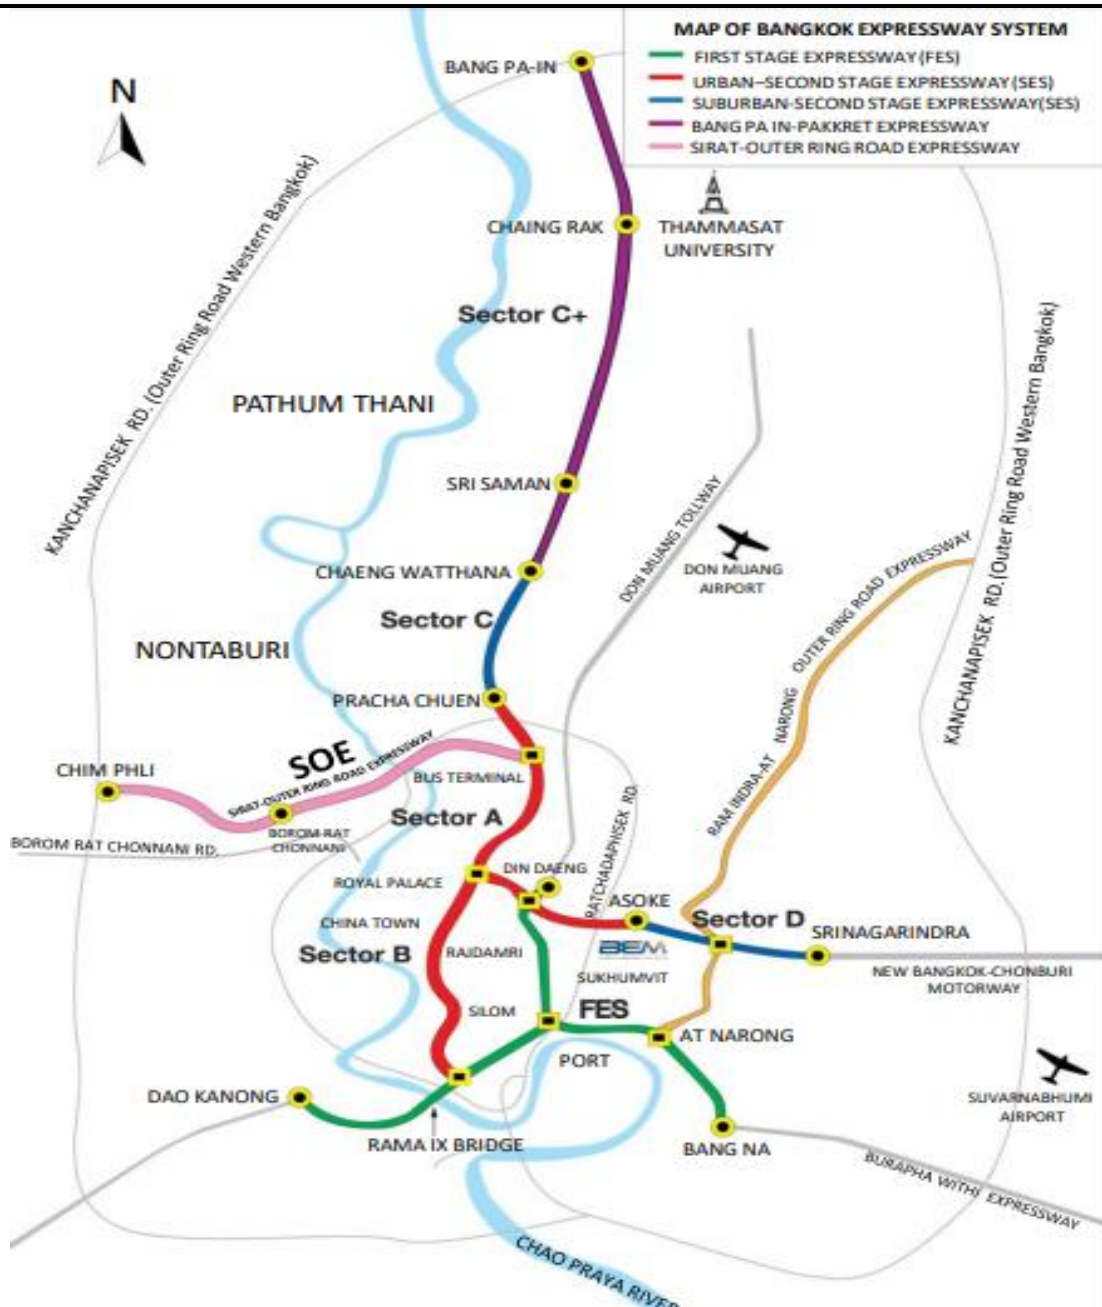 MAP OF BANGKOK EXPRESSWAY SYSTEM
FIRST STAGE EXPRESSWAY (FES)
URBAN-SECOND STAGE EXPRESSWAY (SES)
SUBURBAN-SECOND STAGE EXPRESSWAY(SES)
BANG PA IN-PAKKRET EXPRESSWAY
SIRAT-OUTER RING ROAD EXPRESSWAY
N
BANG PA-IN
CHAING RAK
THAMMASAT
UNIVERSITY
KANCHANAPISEK RD. (Outer Ring Road Western Bangkok)
Sector C+
PATHUM THANI
KANCHANAPISEK RD. (Outer Ring Road Western Bangkok)
SRI SAMAN
DON MUANG TOLLWAY
CHAENG WATTHANA
DON MUANG
AIRPORT
RAM INDRA-AT NARONG OUTER RING ROAD EXPRESSWAY
Sector C
NONTABURI
PRACHA CHUEN
SOE
SIRAT-OUTER RING ROAD EXPRESSWAY
CHIM PHLI
BUS TERMINAL
Sector A
BOROM RAT CHONNANI RD.
BOROM-RAT
CHONNANI
RATCHADAPHISEK RD.
DIN DAENG
ROYAL PALACE
ASOKE
CHINA TOWN
Sector D
SRINAGARINDRA
Sector B
RAJDAMRI
BEM
SUKHUMVIT
NEW BANGKOK-CHONBURI
MOTORWAY
SILOM
FES
AT NARONG
PORT
DAO KANONG
SUVARNABHUMI
AIRPORT
RAMA IX BRIDGE
BANG NA
BURAPHA WITHI EXPRESSWAY
CHAO PRAYA RIVER